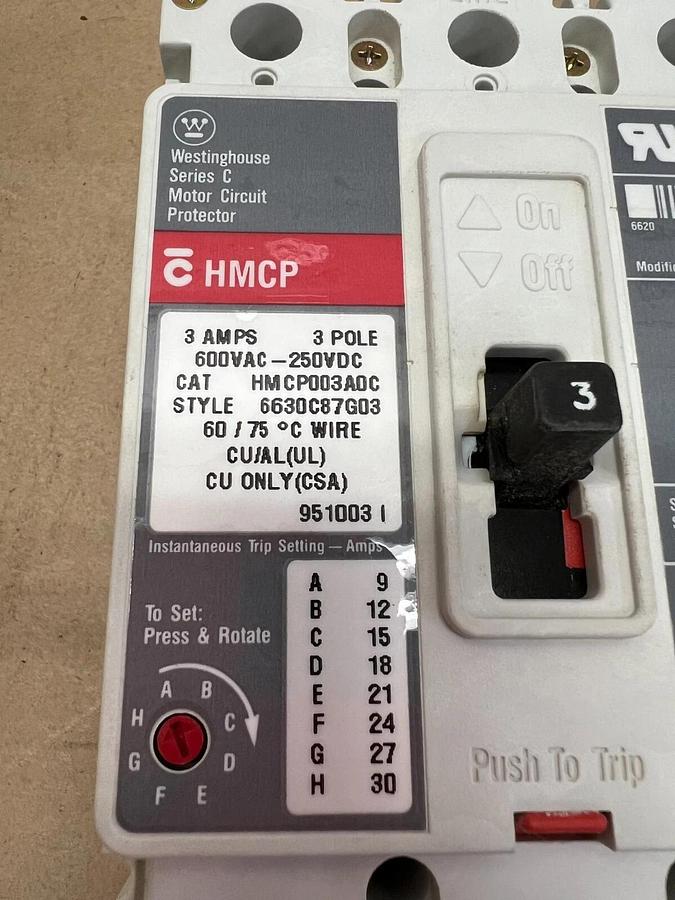 Westinghouse
Series C
Motor Circuit
Protector
C HMCP
3 AMPS 3 POLE
600VAC-250VDC
CAT HMCP003A0C
STYLE 6630C87G03
60 / 75 °C WIRE
CU/AL(UL)
CU ONLY(CSA)
951003 I
Instantaneous Trip Setting — Amps
A 9
B 12
C 15
D 18
E 21
F 24
G 27
H 30
To Set:
Press & Rotate
A B
H C
G D
F E
On
Off
3
Push To Trip
6620